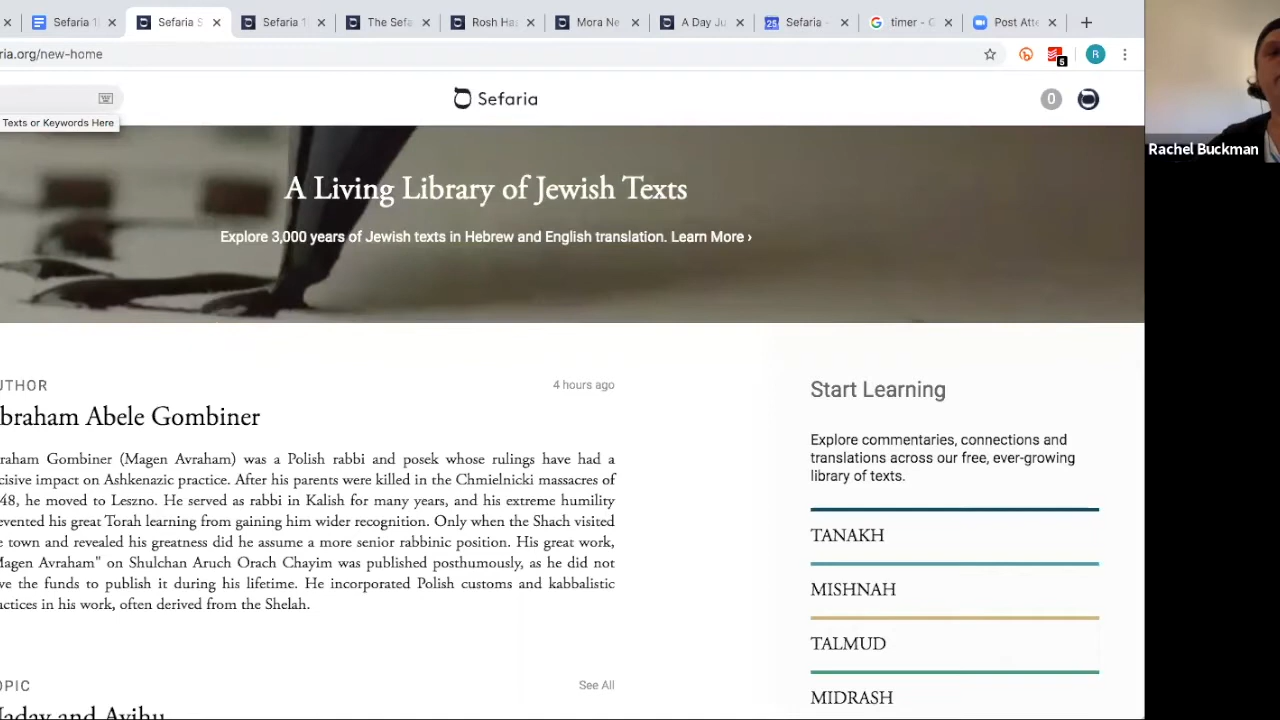 Sefaria 1
Sefaria S
Sefaria 1
The Sefa
Rosh Ha
Mora Ne
A Day Ju
Sefaria -
timer - G
Post Atte
ria.org/new-home
5
R
Sefaria
0
Texts or Keywords Here
Rachel Buckman
A Living Library of Jewish Texts
Explore 3,000 years of Jewish texts in Hebrew and English translation. Learn More ›
UTHOR
4 hours ago
braham Abele Gombiner
raham Gombiner (Magen Avraham) was a Polish rabbi and posek whose rulings have had a
cisive impact on Ashkenazic practice. After his parents were killed in the Chmielnicki massacres of
48, he moved to Leszno. He served as rabbi in Kalish for many years, and his extreme humility
evented his great Torah learning from gaining him wider recognition. Only when the Shach visited
e town and revealed his greatness did he assume a more senior rabbinic position. His great work,
Magen Avraham" on Shulchan Aruch Orach Chayim was published posthumously, as he did not
ve the funds to publish it during his lifetime. He incorporated Polish customs and kabbalistic
actices in his work, often derived from the Shelah.
OPIC
See All
Nadav and Avihu
Start Learning
Explore commentaries, connections and
translations across our free, ever-growing
library of texts.
TANAKH
MISHNAH
TALMUD
MIDRASH